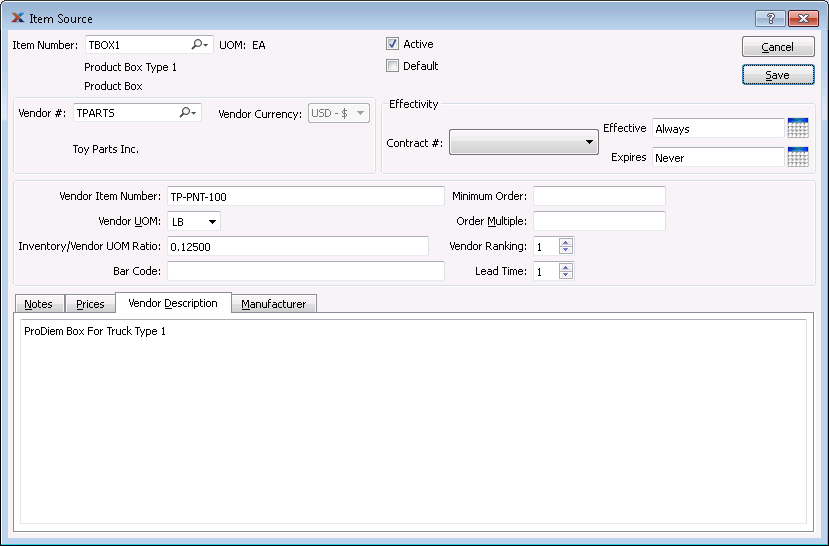 Item Source
Item Number: TBOX1 UOM: EA
Active
Cancel
Product Box Type 1
Default
Save
Product Box
Vendor #: TPARTS Vendor Currency: USD - $
Toy Parts Inc.
Effectivity
Contract #:
Effective Always
Expires Never
Vendor Item Number: TP-PNT-100
Minimum Order:
Vendor UOM: LB
Order Multiple:
Inventory/Vendor UOM Ratio: 0.12500
Vendor Ranking: 1
Bar Code:
Lead Time: 1
Notes Prices Vendor Description Manufacturer
ProDiem Box For Truck Type 1